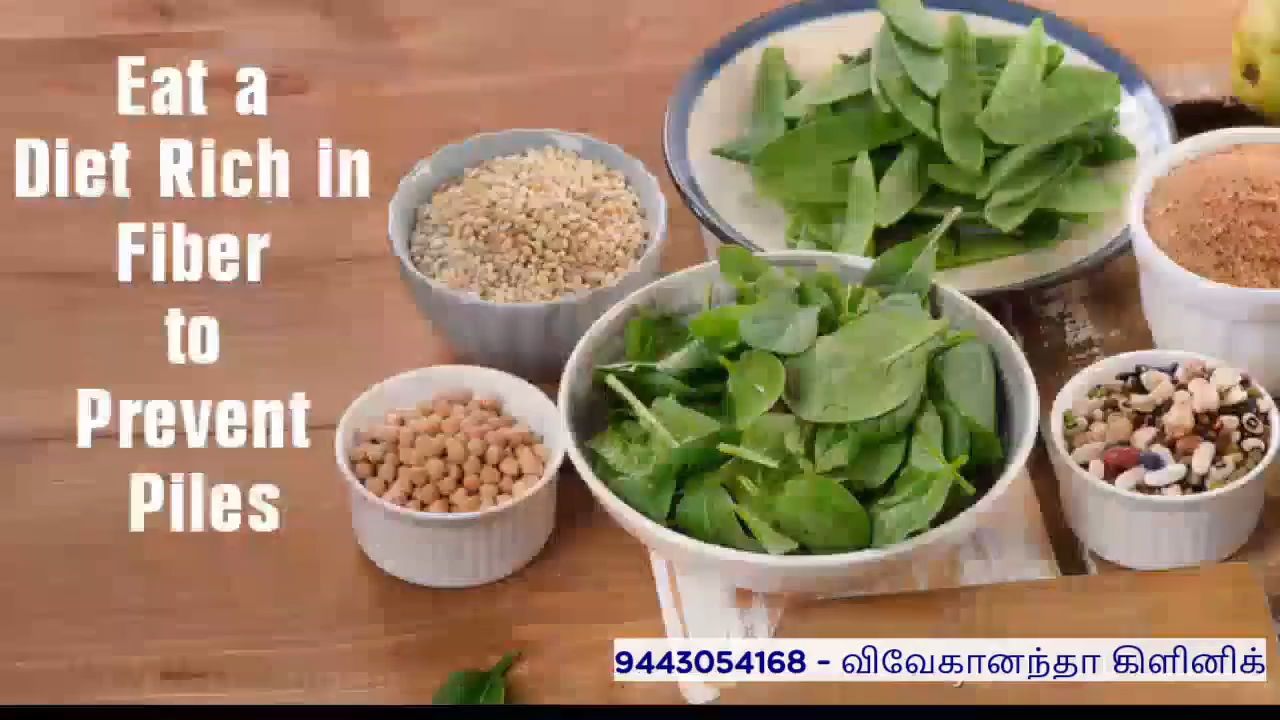 Eat a
Diet Rich in
Fiber
to
Prevent
Piles
9443054168 - விவேகானந்தா கிளினிக்